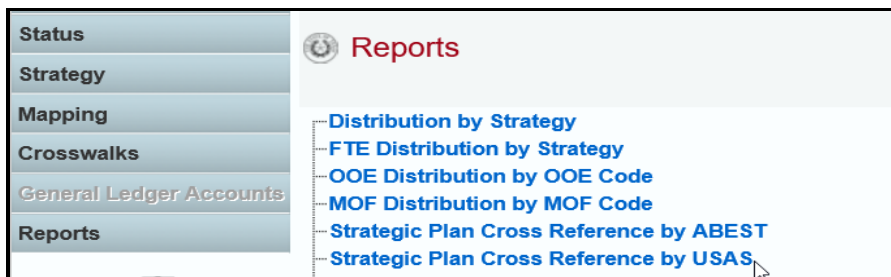 Status
Strategy
Mapping
Crosswalks
General Ledger Accounts
Reports
Reports
Distribution by Strategy
FTE Distribution by Strategy
OOE Distribution by OOE Code
MOF Distribution by MOF Code
Strategic Plan Cross Reference by ABEST
Strategic Plan Cross Reference by USAS